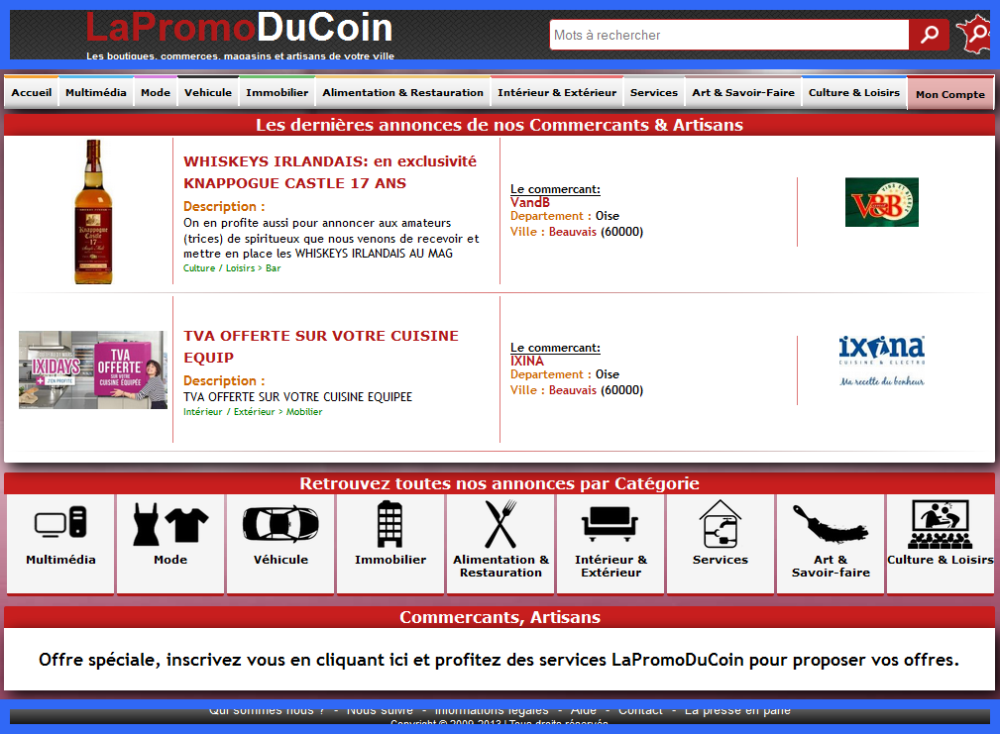 LaPromoDuCoin
Les boutiques, commerces, magasins et artisans de votre ville
Mots à rechercher
Accueil Multimédia Mode Vehicule Immobilier Alimentation & Restauration Intérieur & Extérieur Services Art & Savoir-Faire Culture & Loisirs Mon Compte
Les dernières annonces de nos Commercants & Artisans
WHISKEYS IRLANDAIS: en exclusivité
KNAPPOGUE CASTLE 17 ANS
Description :
On en profite aussi pour annoncer aux amateurs
(trices) de spiritueux que nous venons de recevoir et
mettre en place les WHISKEYS IRLANDAIS AU MAG
Culture / Loisirs > Bar
Knappogue
Castle
17
Le commercant:
VandB
Departement : Oise
Ville : Beauvais (60000)
V&B
TVA OFFERTE SUR VOTRE CUISINE
EQUIP
Description :
TVA OFFERTE SUR VOTRE CUISINE EQUIPEE
Intérieur / Extérieur > Mobilier
IXIDAYS
TVA
OFFERTE
SUR VOTRE
CUISINE ÉQUIPÉE
Le commercant:
IXINA
Departement : Oise
Ville : Beauvais (60000)
ixina
CUISINE & ELECTRO
Ma recette du bonheur
Retrouvez toutes nos annonces par Catégorie
Multimédia
Mode
Véhicule
Immobilier
Alimentation &
Restauration
Intérieur &
Extérieur
Services
Art &
Savoir-faire
Culture & Loisirs
Commercants, Artisans
Offre spéciale, inscrivez vous en cliquant ici et profitez des services LaPromoDuCoin pour proposer vos offres.
Qui sommes nous ? - Nous suivre - Informations légales - Aide - Contact - La presse en parle
Copyright © 2009-2013 | Tous droits réservés